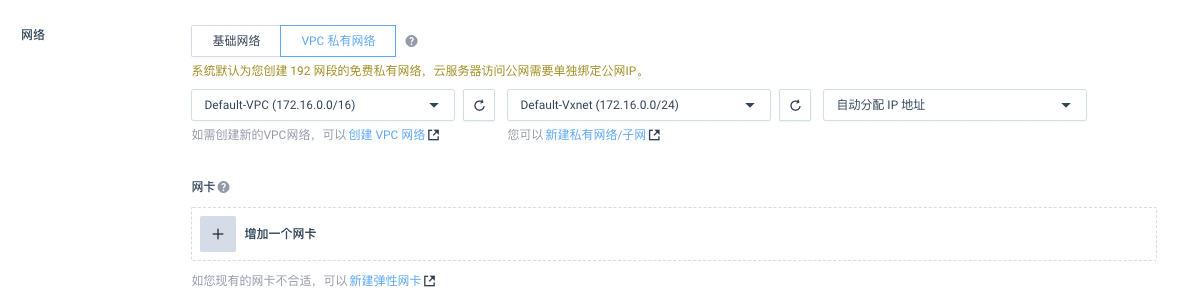 网络
基础网络
VPC 私有网络
系统默认为您创建 192 网段的免费私有网络，云服务器访问公网需要单独绑定公网IP。
Default-VPC (172.16.0.0/16)
Default-Vxnet (172.16.0.0/24)
自动分配 IP 地址
如需创建新的VPC网络，可以 创建 VPC 网络
您可以 新建私有网络/子网
网卡
增加一个网卡
如您现有的网卡不合适，可以 新建弹性网卡